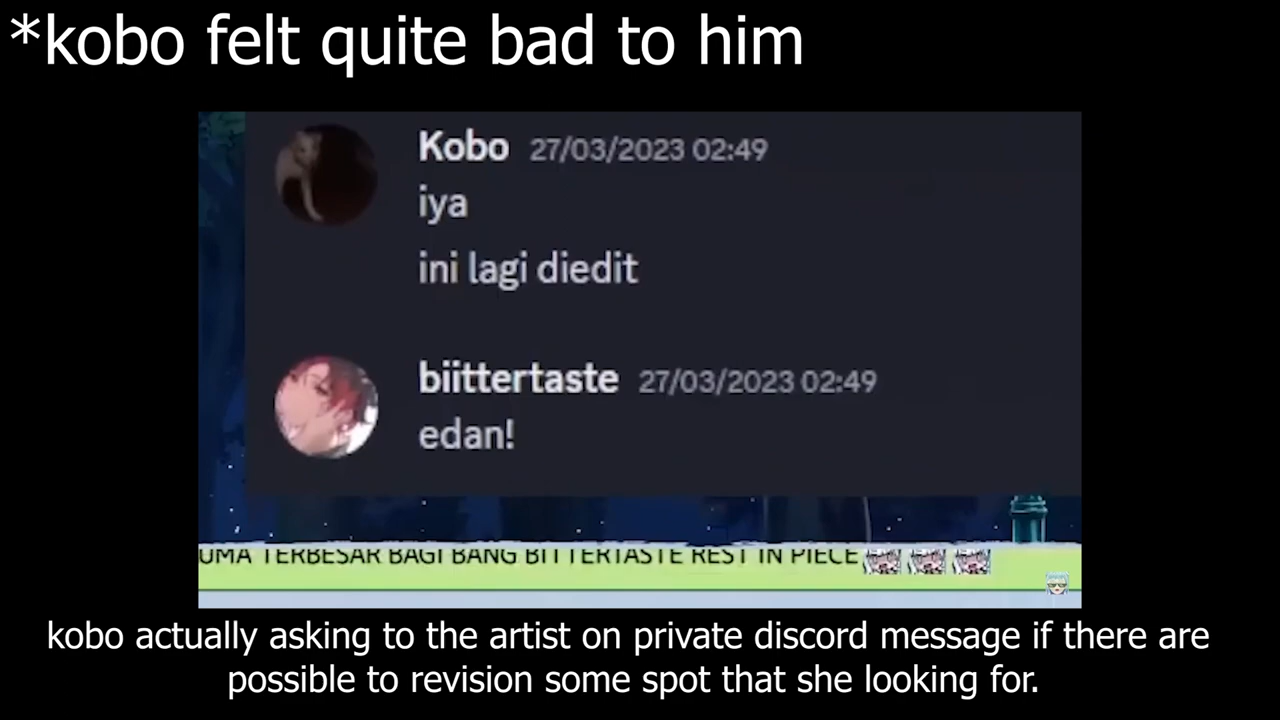 *kobo felt quite bad to him
Kobo 27/03/2023 02:49
iya
ini lagi diedit
biittertaste 27/03/2023 02:49
edan!
UMA TERBESAR BAGI BANG BITTERTASTE REST IN PIECE
kobo actually asking to the artist on private discord message if there are
possible to revision some spot that she looking for.